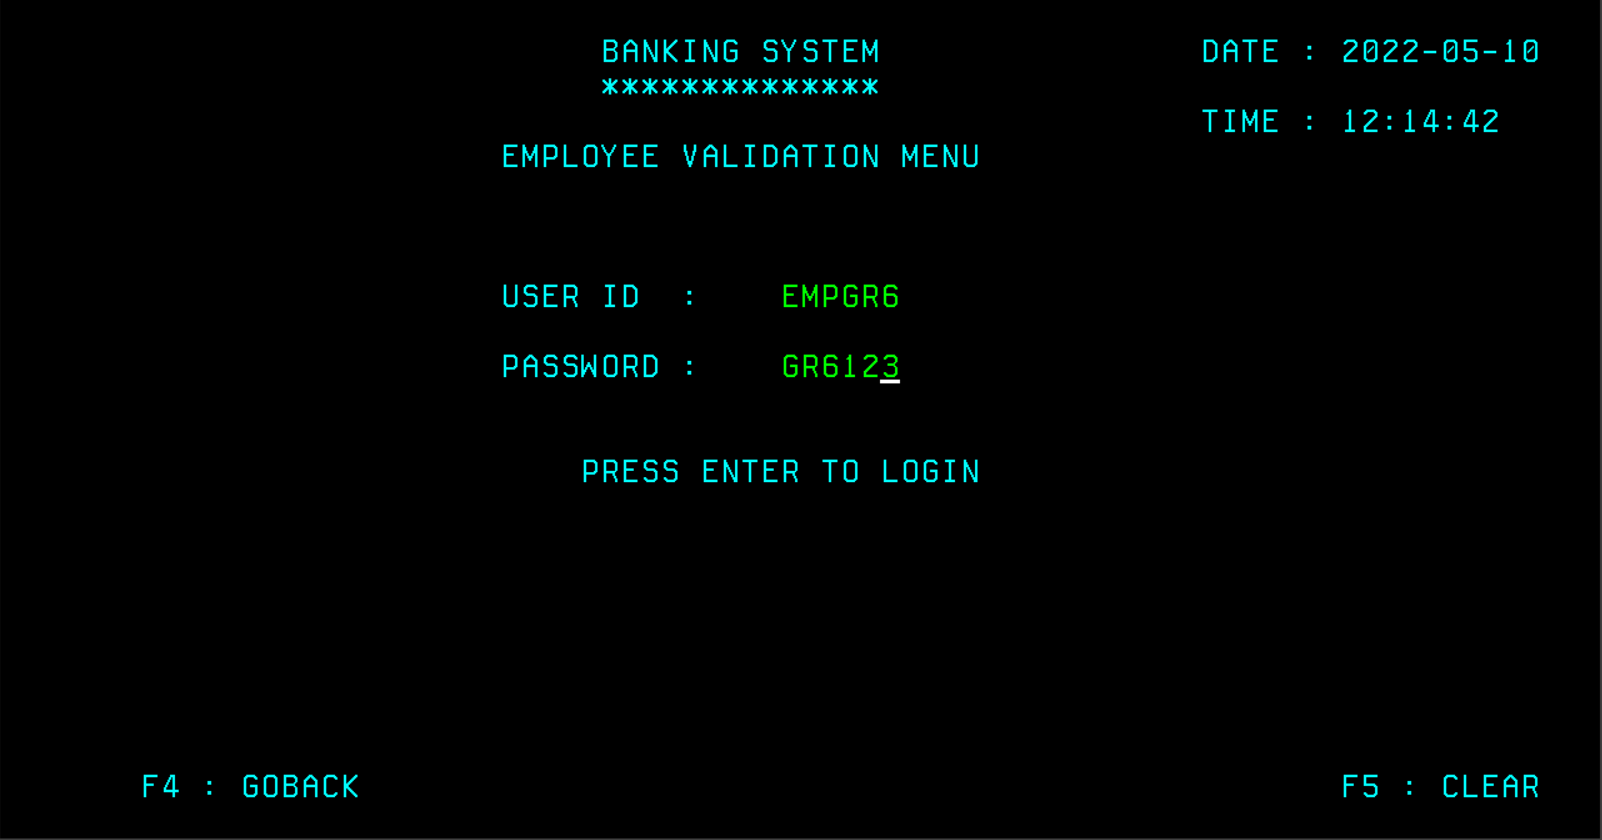 BANKING SYSTEM DATE : 2022-05-10
**************
TIME : 12:14:42
EMPLOYEE VALIDATION MENU
USER ID : EMPGR6
PASSWORD : GR6123
PRESS ENTER TO LOGIN
F4 : GOBACK F5 : CLEAR